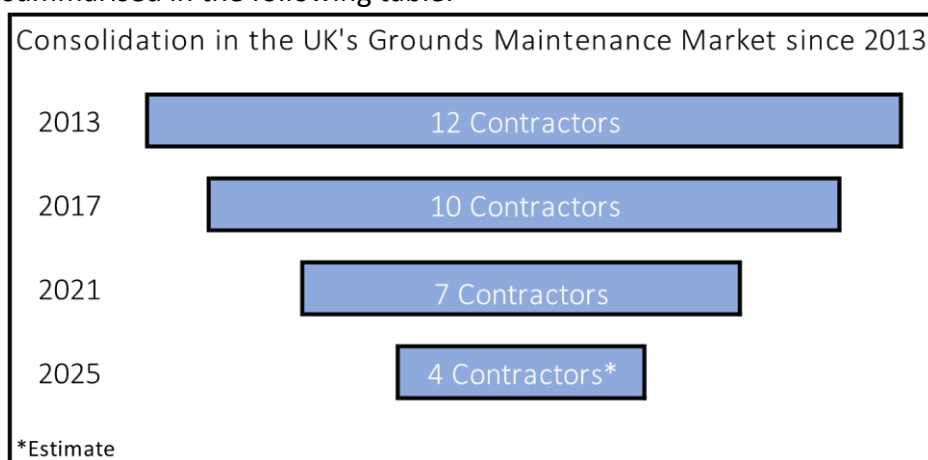 summarised in the following table:
Consolidation in the UK's Grounds Maintenance Market since 2013
2013 12 Contractors
2017 10 Contractors
2021 7 Contractors
2025 4 Contractors*
*Estimate